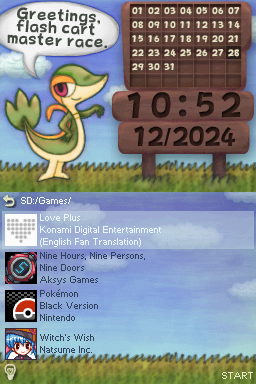 Greetings,
flash cart
master race.
01 02 03 04 05 06 07
08 09 10 11 12 13 14
15 16 17 18 19 20 21
22 23 24 25 26 27 28
29 30 31
10:52
12/2024
SD:/Games/
Love Plus
Konami Digital Entertainment
(English Fan Translation)
Nine Hours, Nine Persons,
Nine Doors
Aksys Games
Pokémon
Black Version
Nintendo
Witch's Wish
Natsume Inc.
START